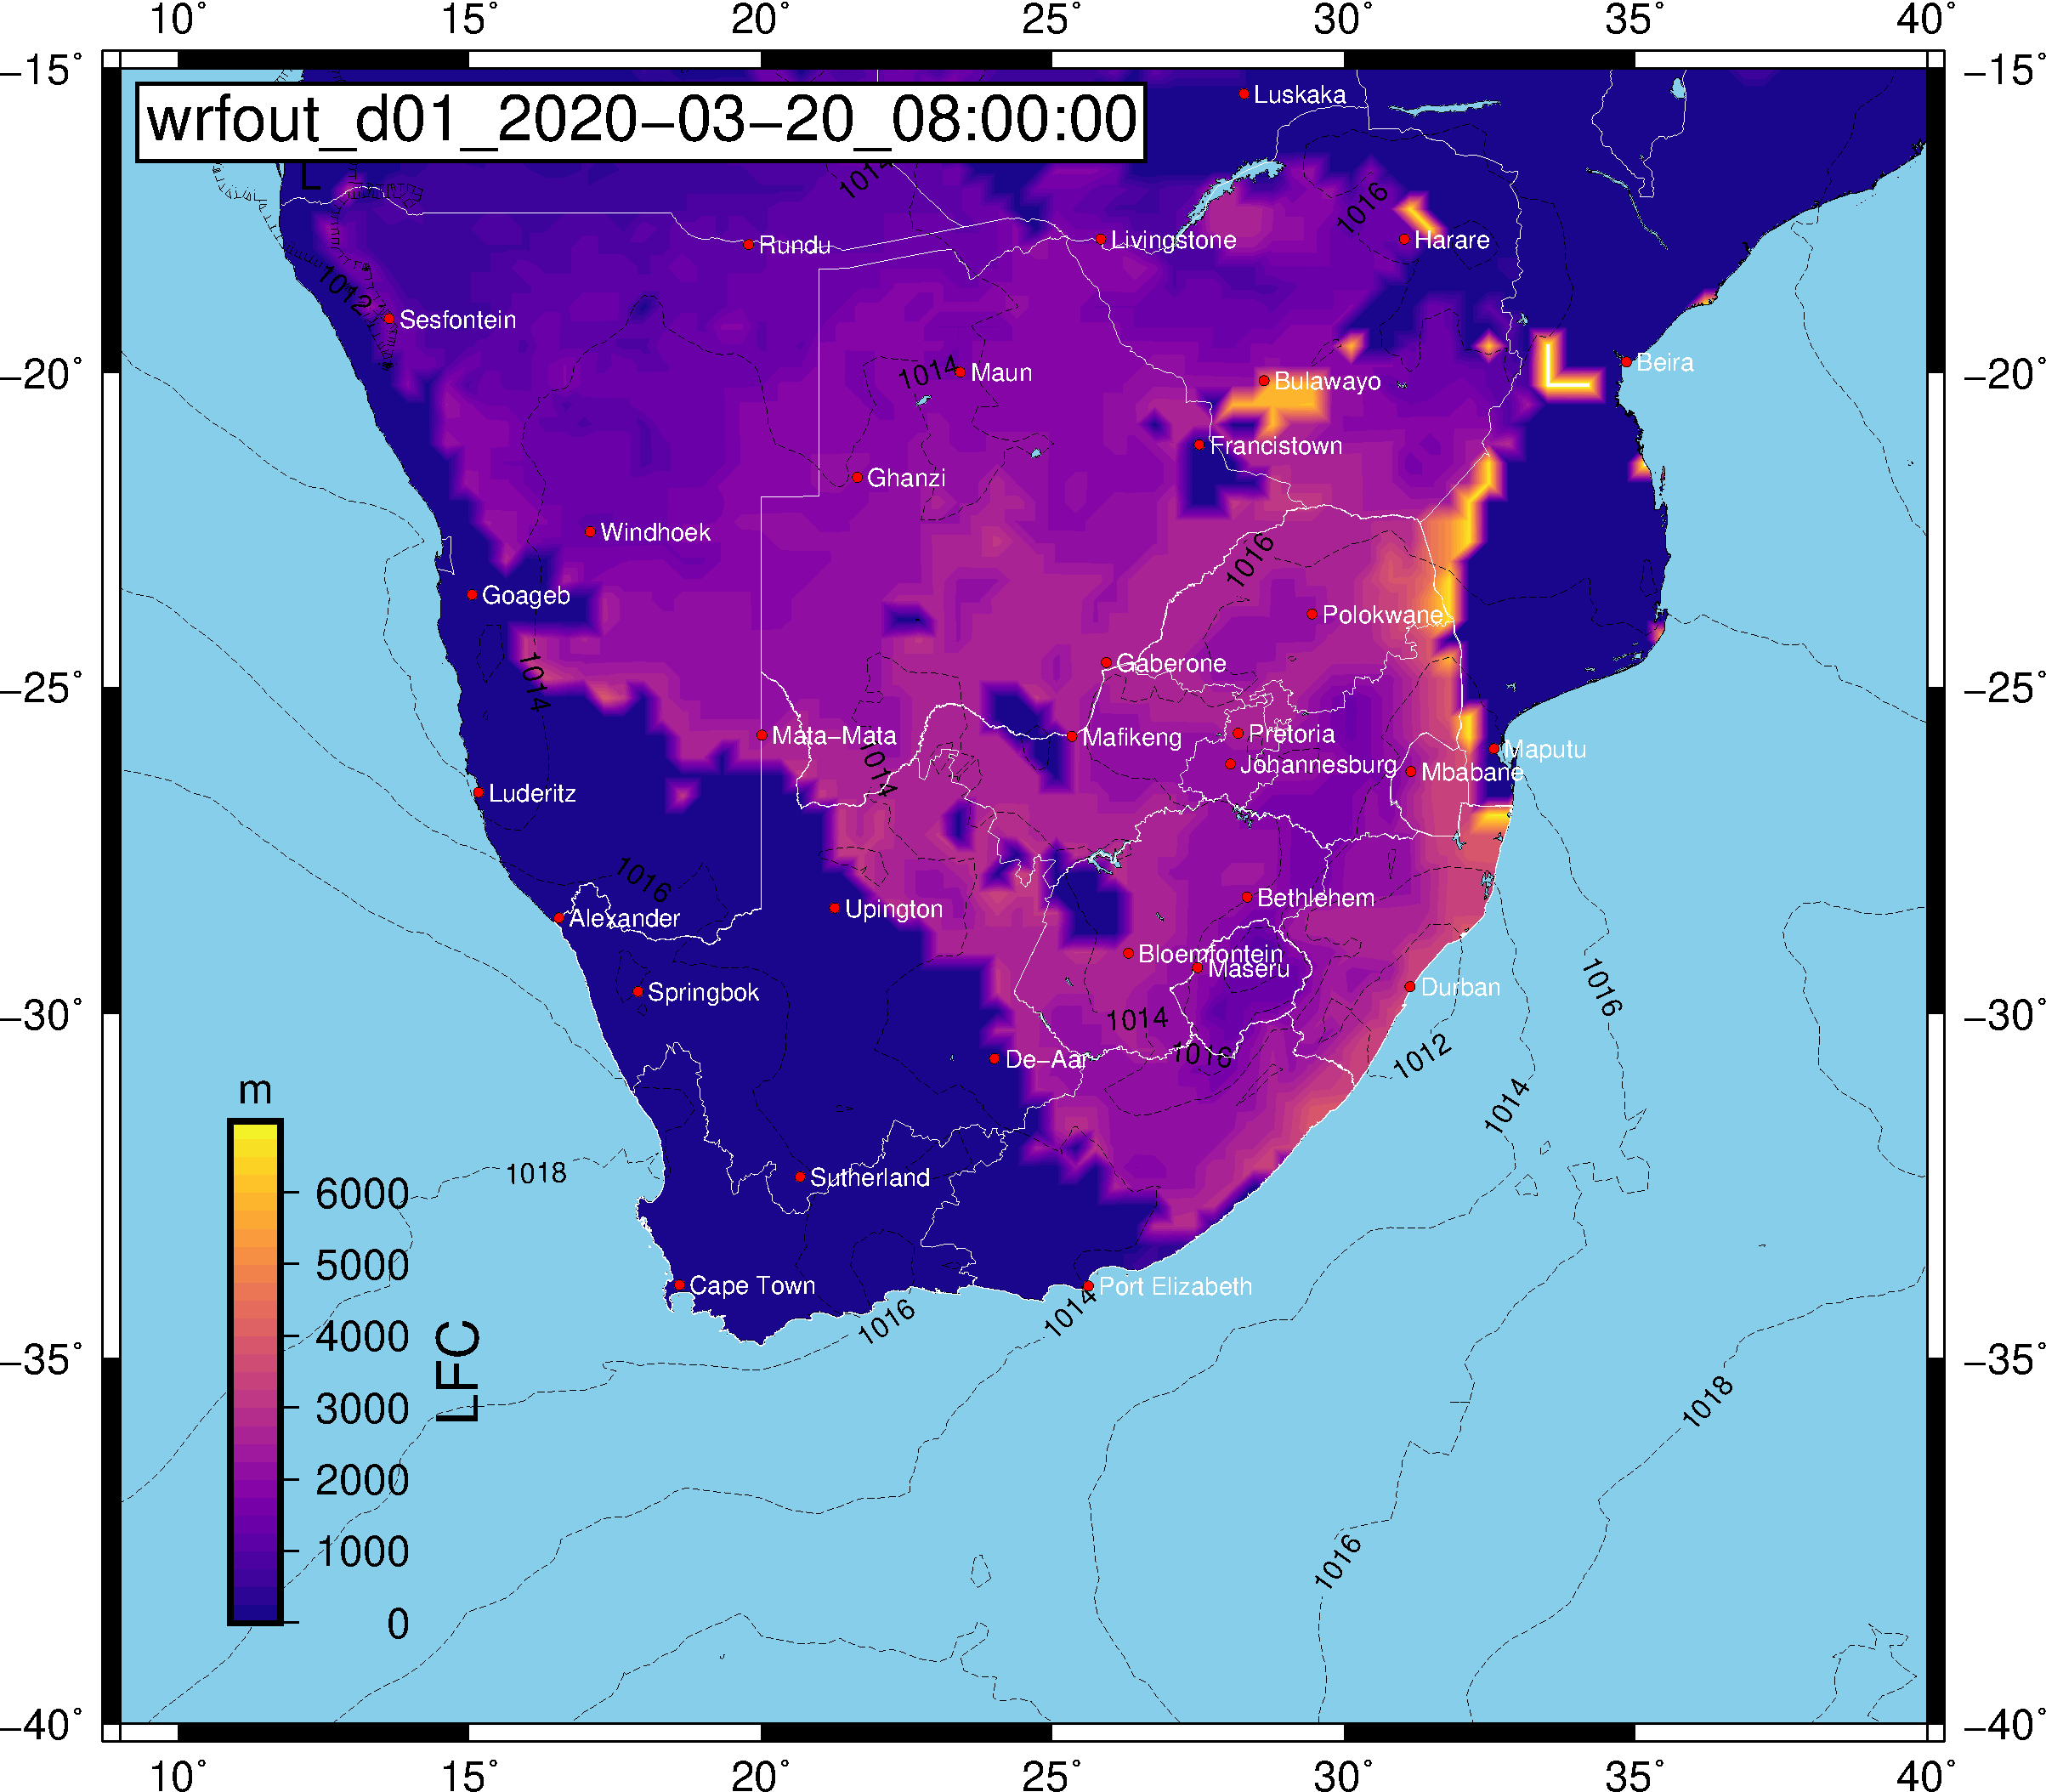 10° 15° 20° 25° 30° 35° 40°
−15° −15°
wrfout_d01_2020−03−20_08:00:00
Luskaka
L
1014
1016
Rundu
Livingstone
Harare
1012
Sesfontein
−20° −20°
1014
Maun
Bulawayo
Beira
Francistown
Ghanzi
Windhoek
1016
Goageb
Polokwane
Gaberone
1014
−25° −25°
Mata−Mata
1014
Mafikeng
Pretoria
Maputu
Johannesburg
Mbabane
Luderitz
1016
Alexander
Upington
Bethlehem
Bloemfontein
Maseru
Springbok
Durban
1016
−30° −30°
1014
1016
1012
De−Aar
1014
m
1018
Sutherland
6000
5000
4000
3000
2000
1000
0
LFC
Cape Town
Port Elizabeth
1016
1014
−35° −35°
1018
1016
−40° −40°
10° 15° 20° 25° 30° 35° 40°